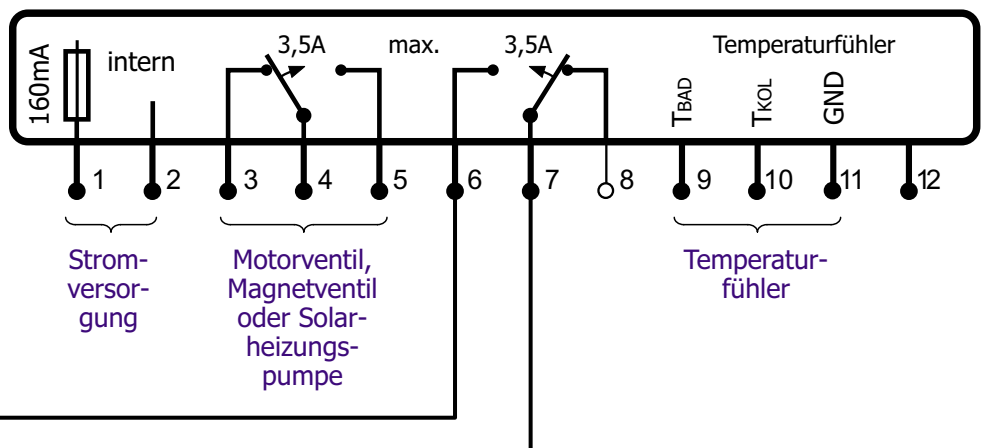 160mA
intern
3,5A
max.
3,5A
Temperaturfühler
TBAD
TKOL
GND
1 2 3 4 5 6 7 8 9 10 11 12
Strom-
versor-
gung
Motorventil,
Magnetventil
oder Solar-
heizungs-
pumpe
Temperatur-
fühler